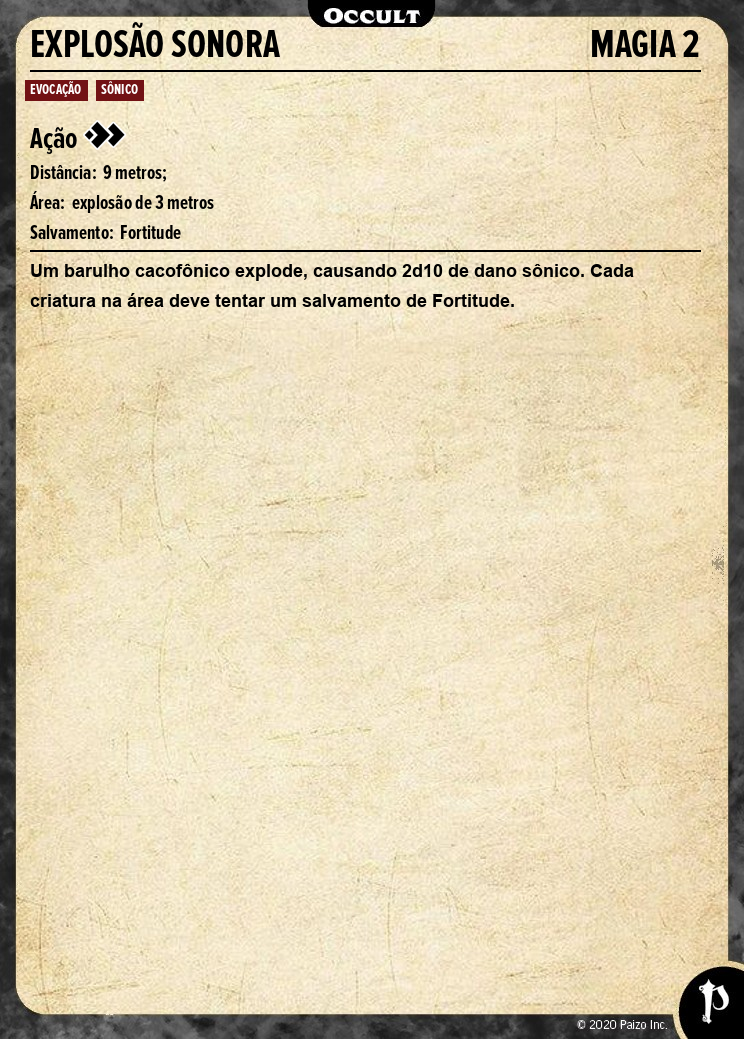 OCCULT
EXPLOSÃO SONORA MAGIA 2
EVOCAÇÃO SÔNICO
Ação
Distância: 9 metros;
Área: explosão de 3 metros
Salvamento: Fortitude
Um barulho cacofônico explode, causando 2d10 de dano sônico. Cada
criatura na área deve tentar um salvamento de Fortitude.
© 2020 Paizo Inc.
P